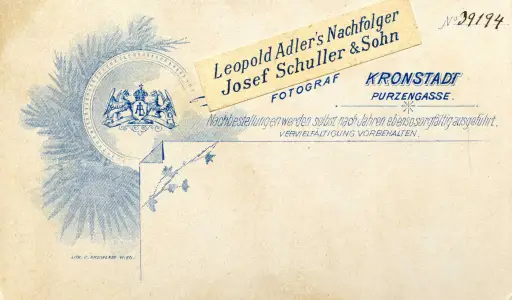 Leopold Adler's Nachfolger
Josef Schuller & Sohn
FOTOGRAF
No 39194
KRONSTADT
PURZENGASSE.
Nachbestellungen werden selbst nach Jahren ebenso sorgfältig ausgeführt.
VERVIELFÄLTIGUNG VORBEHALTEN.
WIEN.